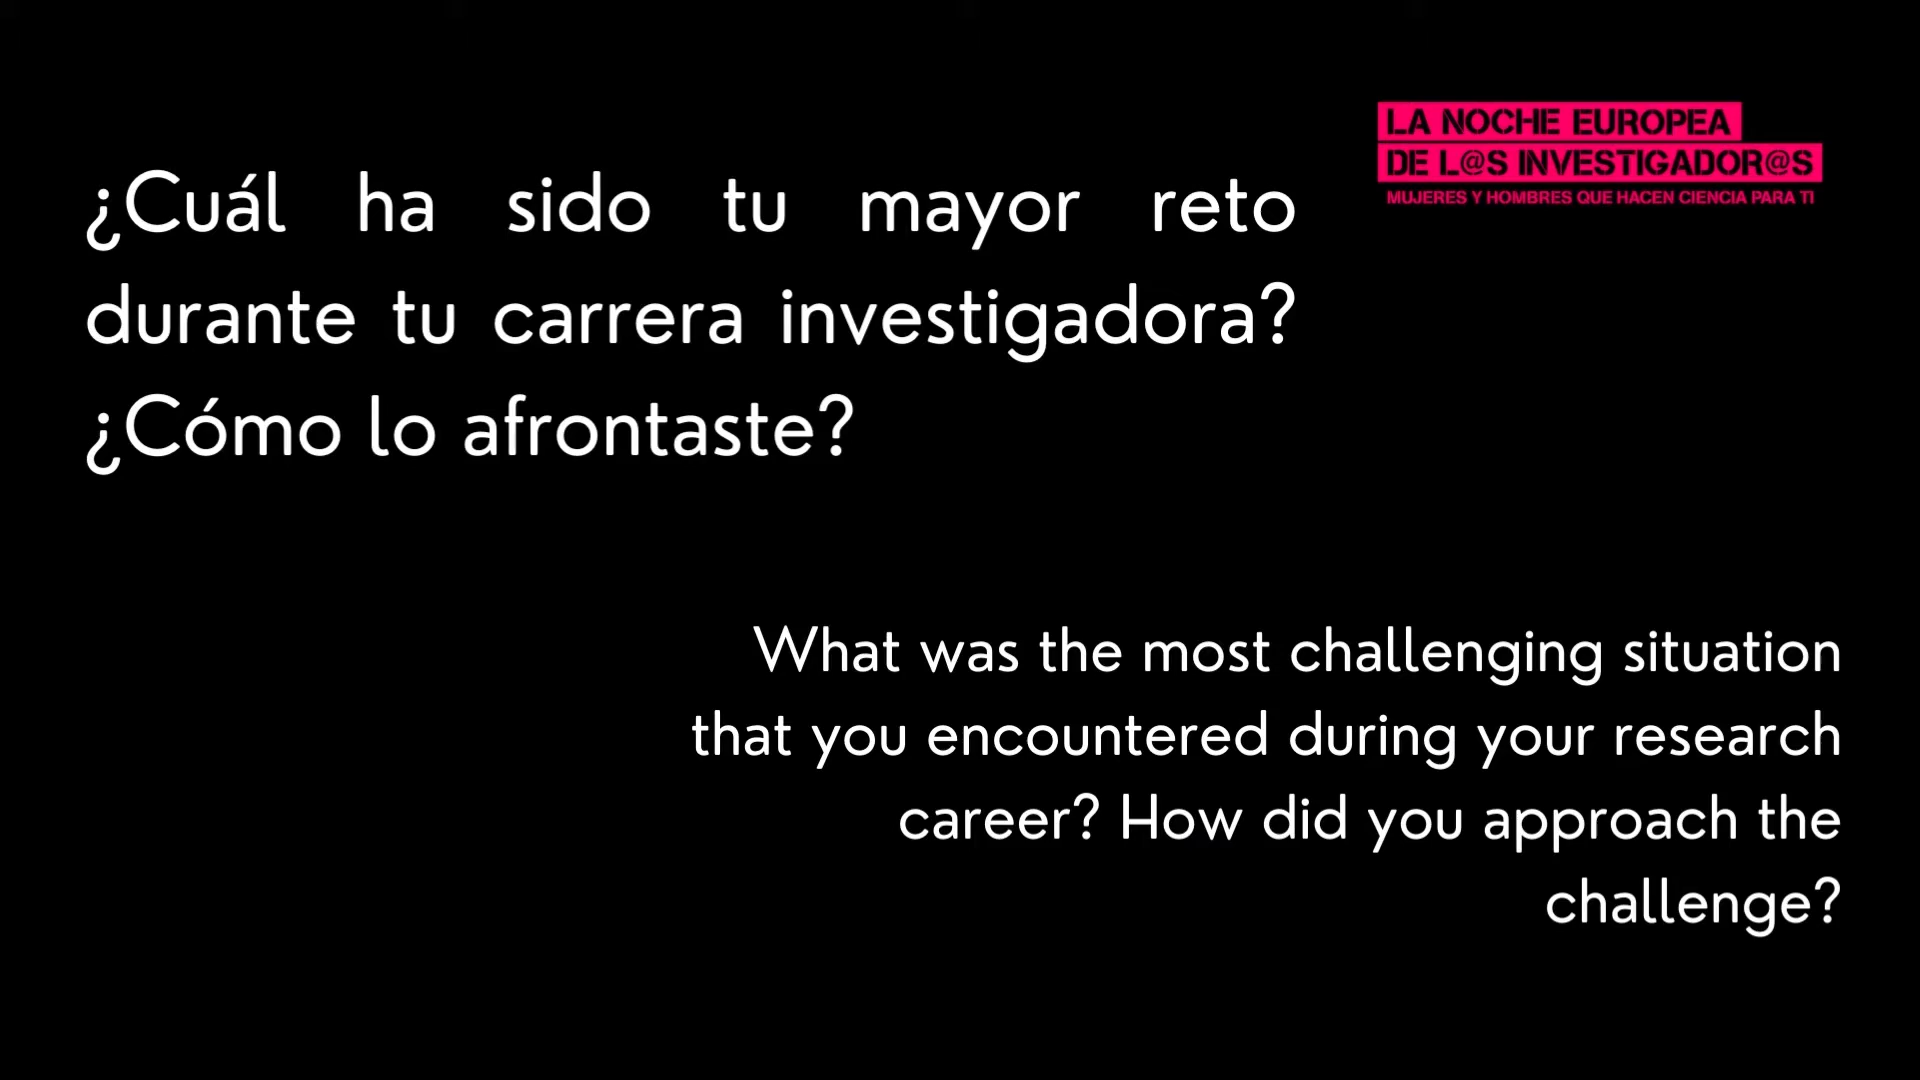 LA NOCHE EUROPEA
DE L@S INVESTIGADOR@S
MUJERES Y HOMBRES QUE HACEN CIENCIA PARA TI
¿Cuál ha sido tu mayor reto
durante tu carrera investigadora?
¿Cómo lo afrontaste?
What was the most challenging situation
that you encountered during your research
career? How did you approach the
challenge?